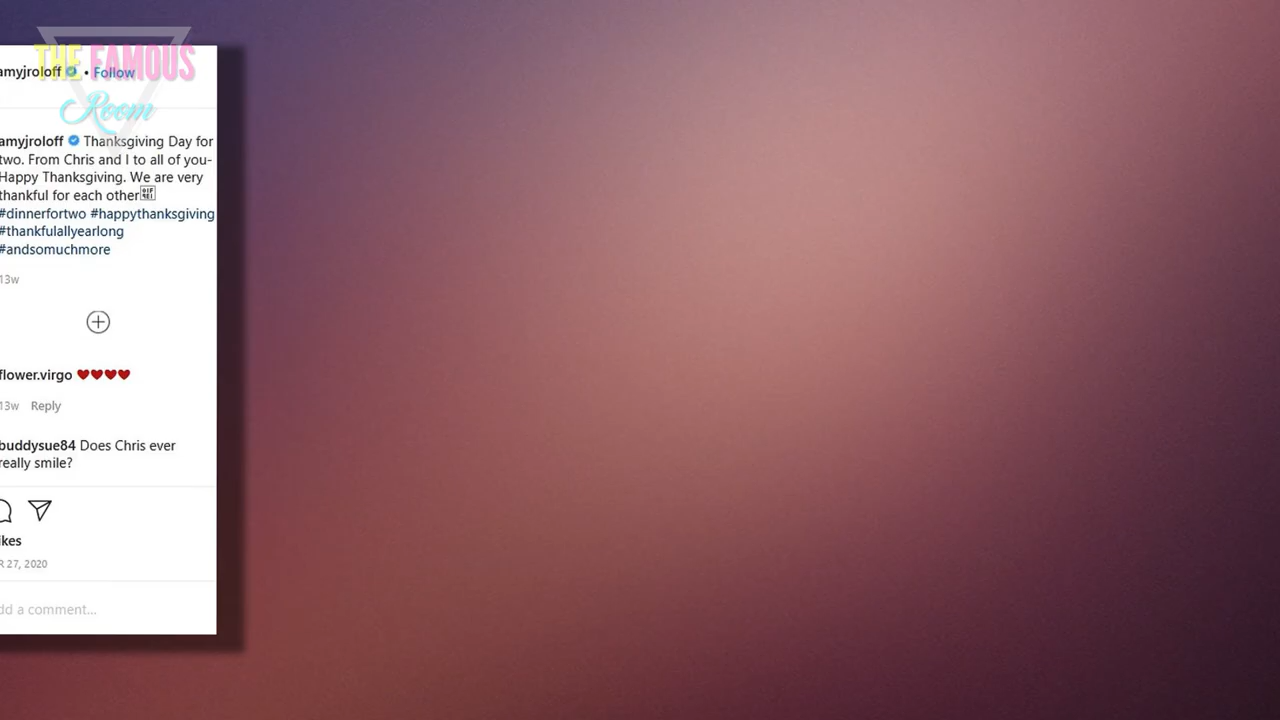 THE FAMOUS
Room
amyjroloff • Follow
amyjroloff Thanksgiving Day for
two. From Chris and I to all of you-
Happy Thanksgiving. We are very
thankful for each other
#dinnerfortwo #happythanksgiving
#thankfulallyearlong
#andsomuchmore
13w
flower.virgo ♥♥♥♥
13w Reply
buddysue84 Does Chris ever
really smile?
ikes
R 27, 2020
dd a comment...